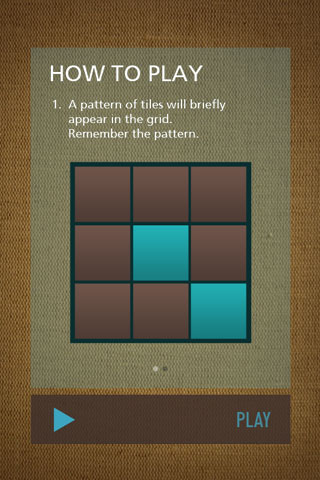 HOW TO PLAY
1. A pattern of tiles will briefly
appear in the grid.
Remember the pattern.
PLAY